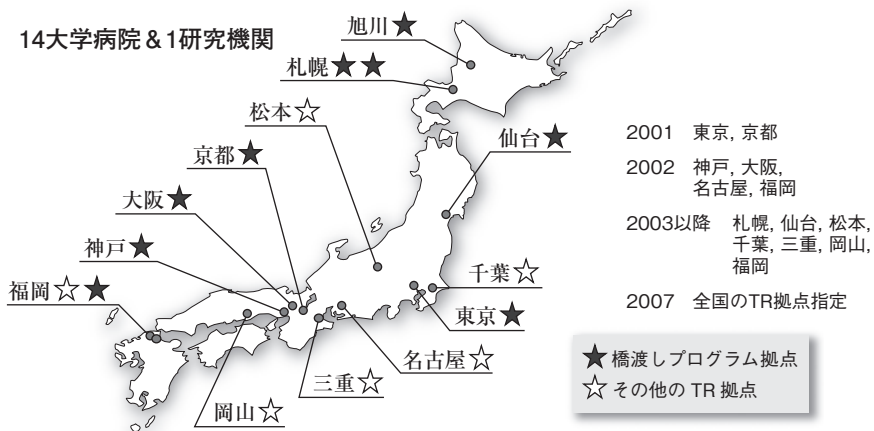 14大学病院&1研究機関
旭川★
札幌★★
松本☆
仙台★
京都★
大阪★
神戸★
福岡☆★
千葉☆
東京★
名古屋☆
三重☆
岡山☆
2001 東京, 京都
2002 神戸, 大阪,
名古屋, 福岡
2003以降 札幌, 仙台, 松本,
千葉, 三重, 岡山,
福岡
2007 全国のTR拠点指定
★橋渡しプログラム拠点
☆その他の TR 拠点